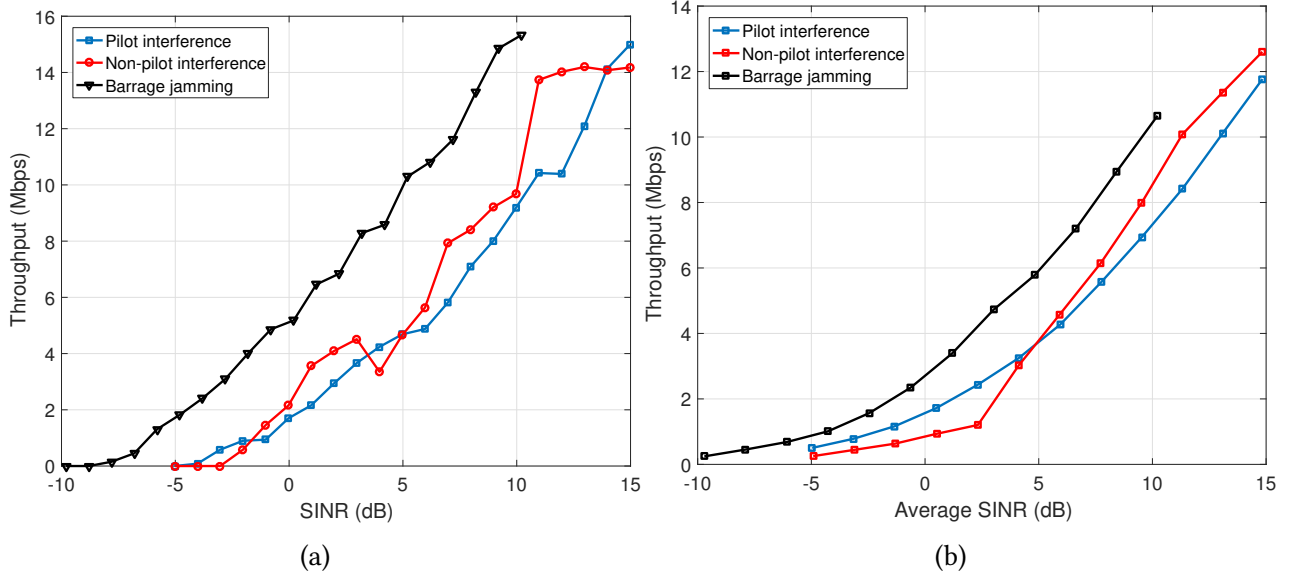 16
14
12
10
8
6
4
2
0
Throughput (Mbps)
Pilot interference
Non-pilot interference
Barrage jamming
-10 -5 0 5 10 15
SINR (dB)
(a)
14
12
10
8
6
4
2
0
Throughput (Mbps)
Pilot interference
Non-pilot interference
Barrage jamming
-10 -5 0 5 10 15
Average SINR (dB)
(b)